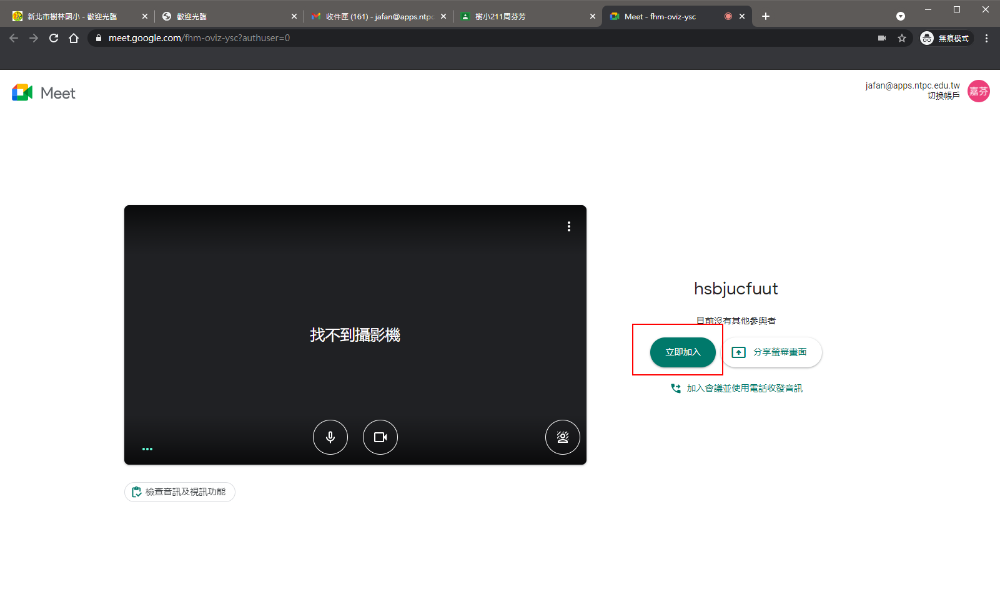 新北市樹林國小 - 歡迎光臨
歡迎光臨
收件匣 (161) - jafan@apps.ntpc
樹小211周芬芳
Meet - fhm-oviz-ysc
meet.google.com/fhm-oviz-ysc?authuser=0
無痕模式
Meet
jafan@apps.ntpc.edu.tw
切換帳戶
嘉芬
找不到攝影機
hsbjucfuut
目前沒有其他參與者
立即加入
分享螢幕畫面
加入會議並使用電話收發音訊
檢查音訊及視訊功能